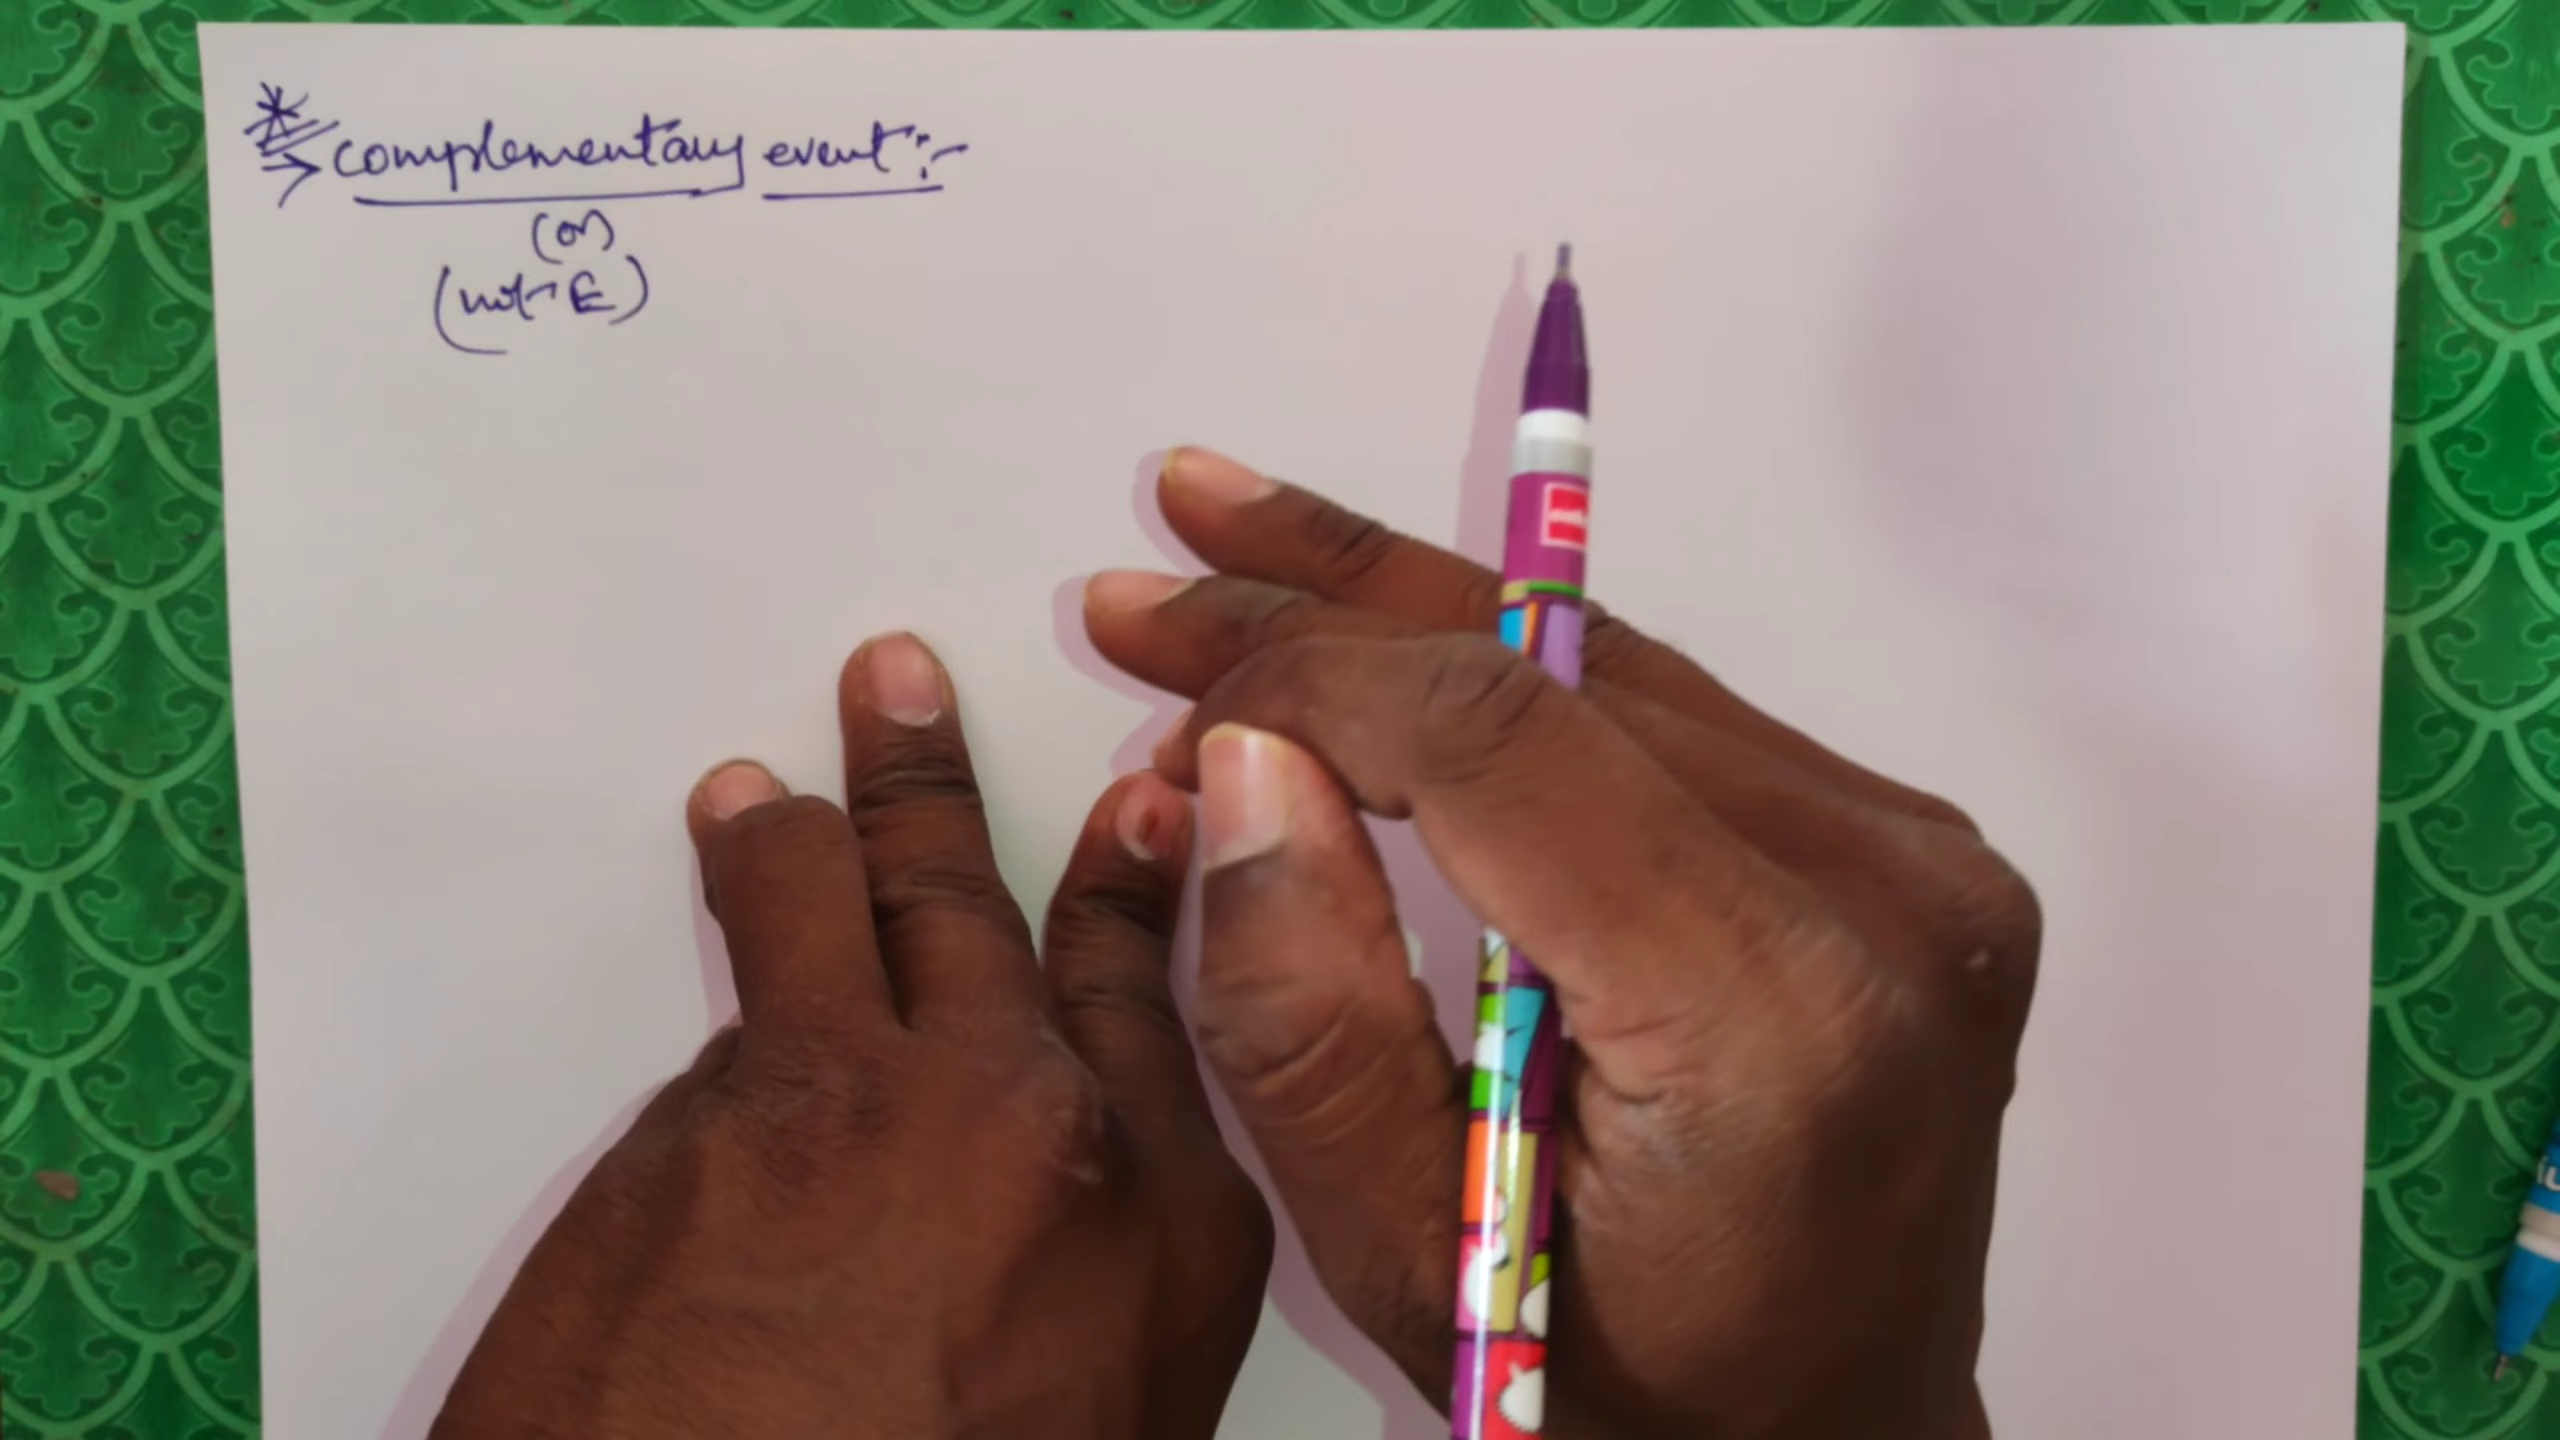 * → complementary event :-
(or)
(not E)